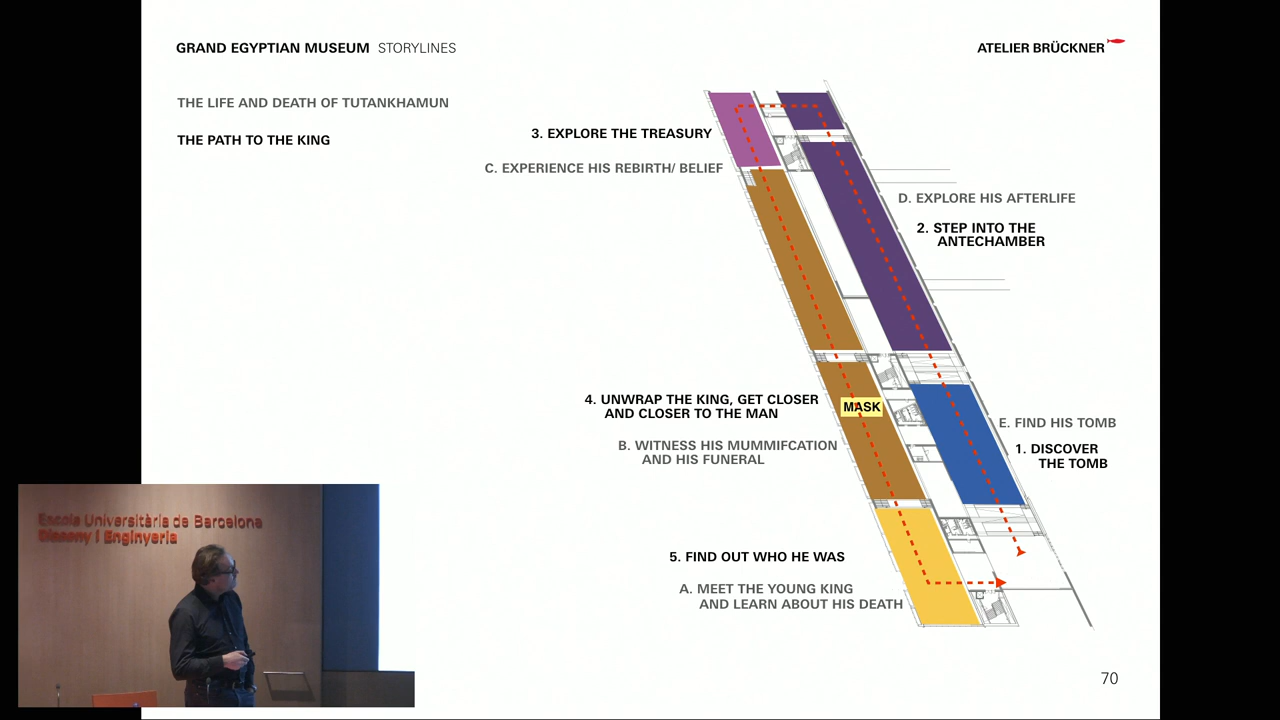 GRAND EGYPTIAN MUSEUM STORYLINES
ATELIER BRÜCKNER
THE LIFE AND DEATH OF TUTANKHAMUN
THE PATH TO THE KING
3. EXPLORE THE TREASURY
C. EXPERIENCE HIS REBIRTH/ BELIEF
D. EXPLORE HIS AFTERLIFE
2. STEP INTO THE
ANTECHAMBER
4. UNWRAP THE KING, GET CLOSER
AND CLOSER TO THE MAN
MASK
B. WITNESS HIS MUMMIFCATION
AND HIS FUNERAL
E. FIND HIS TOMB
1. DISCOVER
THE TOMB
5. FIND OUT WHO HE WAS
A. MEET THE YOUNG KING
AND LEARN ABOUT HIS DEATH
70
Escola Universitària de Barcelona
Disseny i Enginyeria